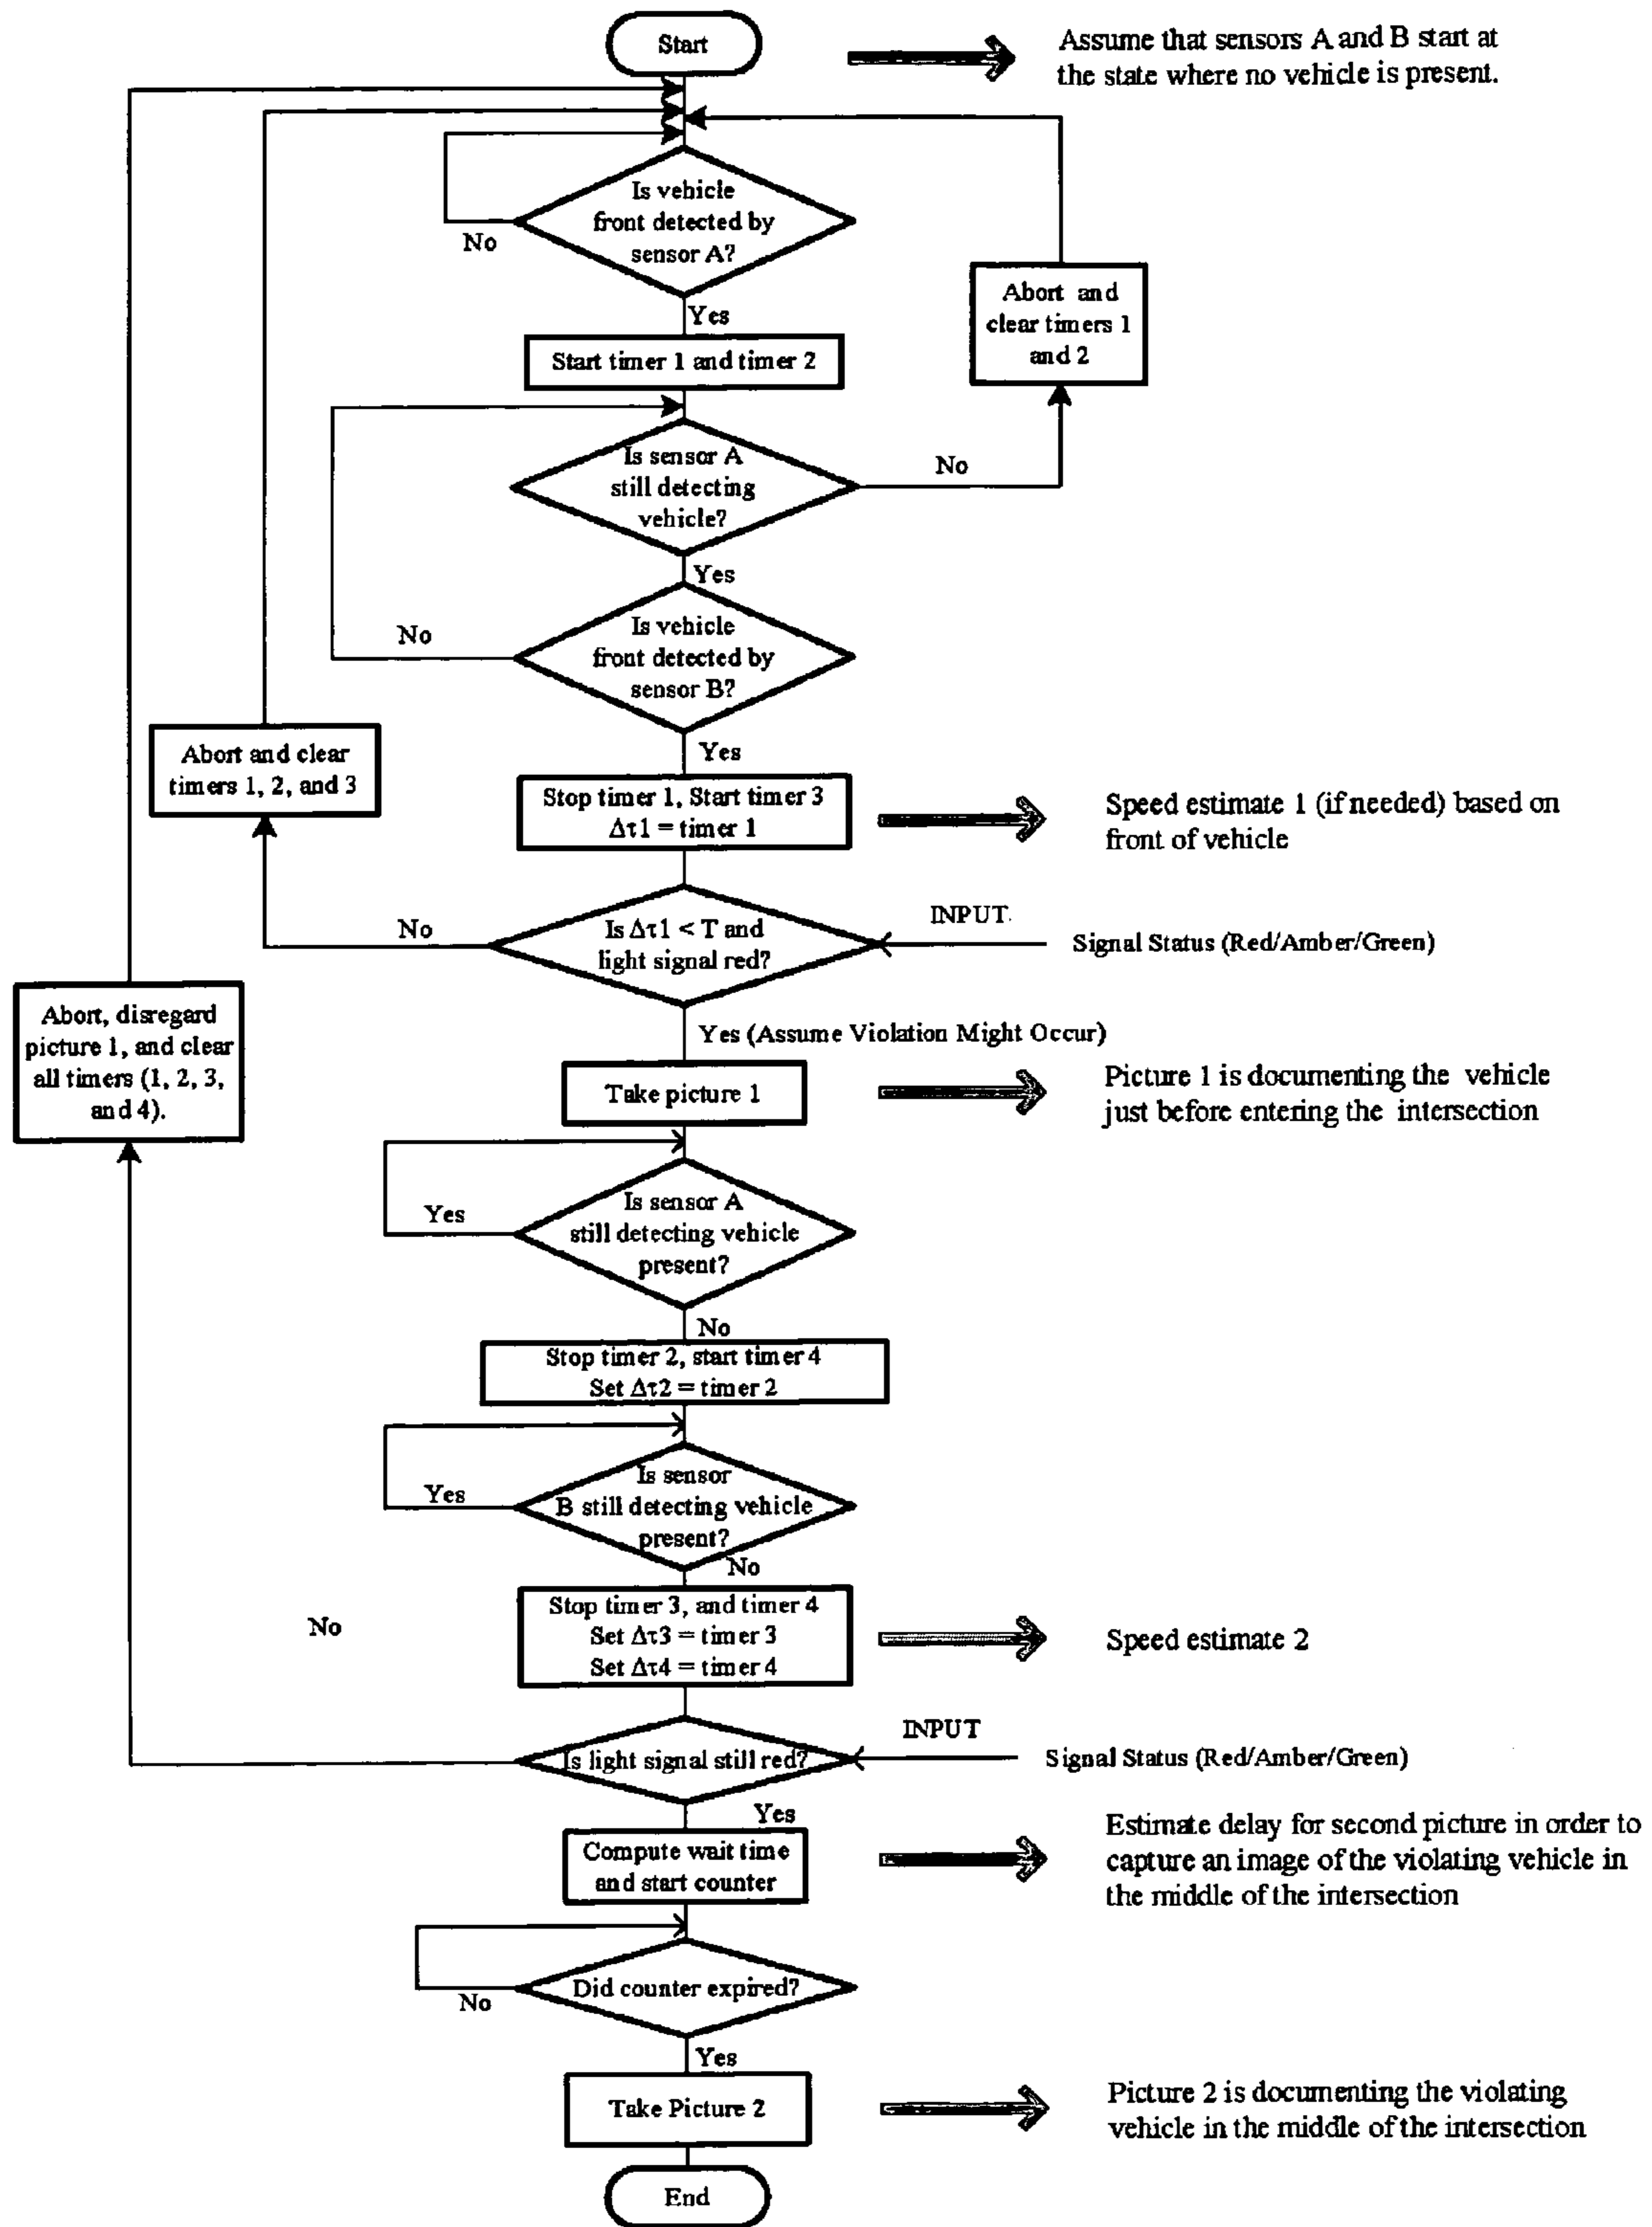 Start
Assume that sensors A and B start at
the state where no vehicle is present.
Is vehicle
front detected by
sensor A?
No
Yes
Abort and
clear timers 1
and 2
Start timer 1 and timer 2
Is sensor A
still detecting
vehicle?
No
Yes
Is vehicle
front detected by
sensor B?
No
Yes
Abort and clear
timers 1, 2, and 3
Stop timer 1, Start timer 3
Δτ1 = timer 1
Speed estimate 1 (if needed) based on
front of vehicle
Is Δτ1 < T and
light signal red?
No
INPUT.
Signal Status (Red/Amber/Green)
Abort, disregard
picture 1, and clear
all timers (1, 2, 3,
and 4).
Yes (Assume Violation Might Occur)
Take picture 1
Picture 1 is documenting the vehicle
just before entering the intersection
Is sensor A
still detecting vehicle
present?
Yes
No
Stop timer 2, start timer 4
Set Δτ2 = timer 2
Is sensor
B still detecting vehicle
present?
Yes
No
Stop timer 3, and timer 4
Set Δτ3 = timer 3
Set Δτ4 = timer 4
No
Speed estimate 2
Is light signal still red?
INPUT
Signal Status (Red/Amber/Green)
Yes
Compute wait time
and start counter
Estimate delay for second picture in order to
capture an image of the violating vehicle in
the middle of the intersection
Did counter expired?
No
Yes
Take Picture 2
Picture 2 is documenting the violating
vehicle in the middle of the intersection
End